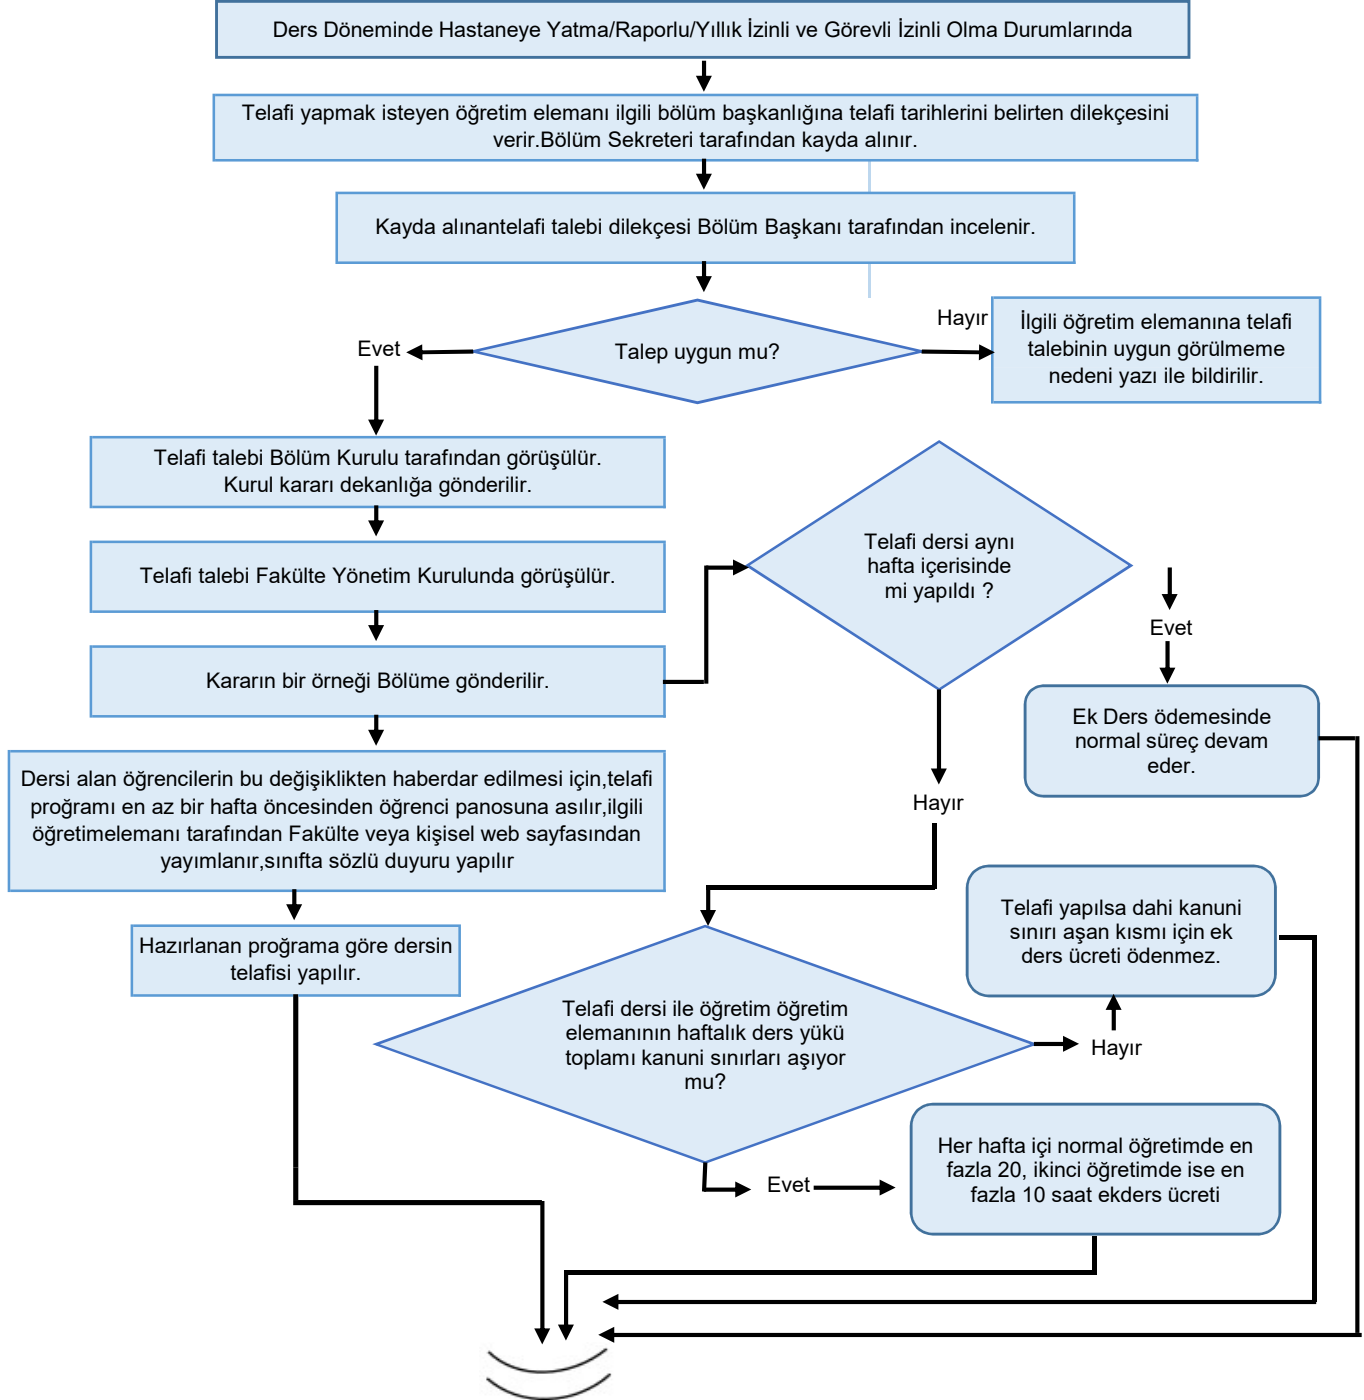 Ders Döneminde Hastaneye Yatma/Raporlu/Yıllık İzinli ve Görevli İzinli Olma Durumlarında
Telafi yapmak isteyen öğretim elemanı ilgili bölüm başkanlığına telafi tarihlerini belirten dilekçesini
verir.Bölüm Sekreteri tarafından kayda alınır.
Kayda alınantelafi talebi dilekçesi Bölüm Başkanı tarafından incelenir.
Talep uygun mu?
Hayır
İlgili öğretim elemanına telafi
talebinin uygun görülmeme
nedeni yazı ile bildirilir.
Evet
Telafi talebi Bölüm Kurulu tarafından görüşülür.
Kurul kararı dekanlığa gönderilir.
Telafi talebi Fakülte Yönetim Kurulunda görüşülür.
Kararın bir örneği Bölüme gönderilir.
Telafi dersi aynı
hafta içerisinde
mi yapıldı ?
Evet
Ek Ders ödemesinde
normal süreç devam
eder.
Hayır
Dersi alan öğrencilerin bu değişiklikten haberdar edilmesi için,telafi
proğramı en az bir hafta öncesinden öğrenci panosuna asılır,ilgili
öğretimelemanı tarafından Fakülte veya kişisel web sayfasından
yayımlanır,sınıfta sözlü duyuru yapılır
Hazırlanan proğrama göre dersin
telafisi yapılır.
Telafi yapılsa dahi kanuni
sınırı aşan kısmı için ek
ders ücreti ödenmez.
Telafi dersi ile öğretim öğretim
elemanının haftalık ders yükü
toplamı kanuni sınırları aşıyor
mu?
Hayır
Evet
Her hafta içi normal öğretimde en
fazla 20, ikinci öğretimde ise en
fazla 10 saat ekders ücreti